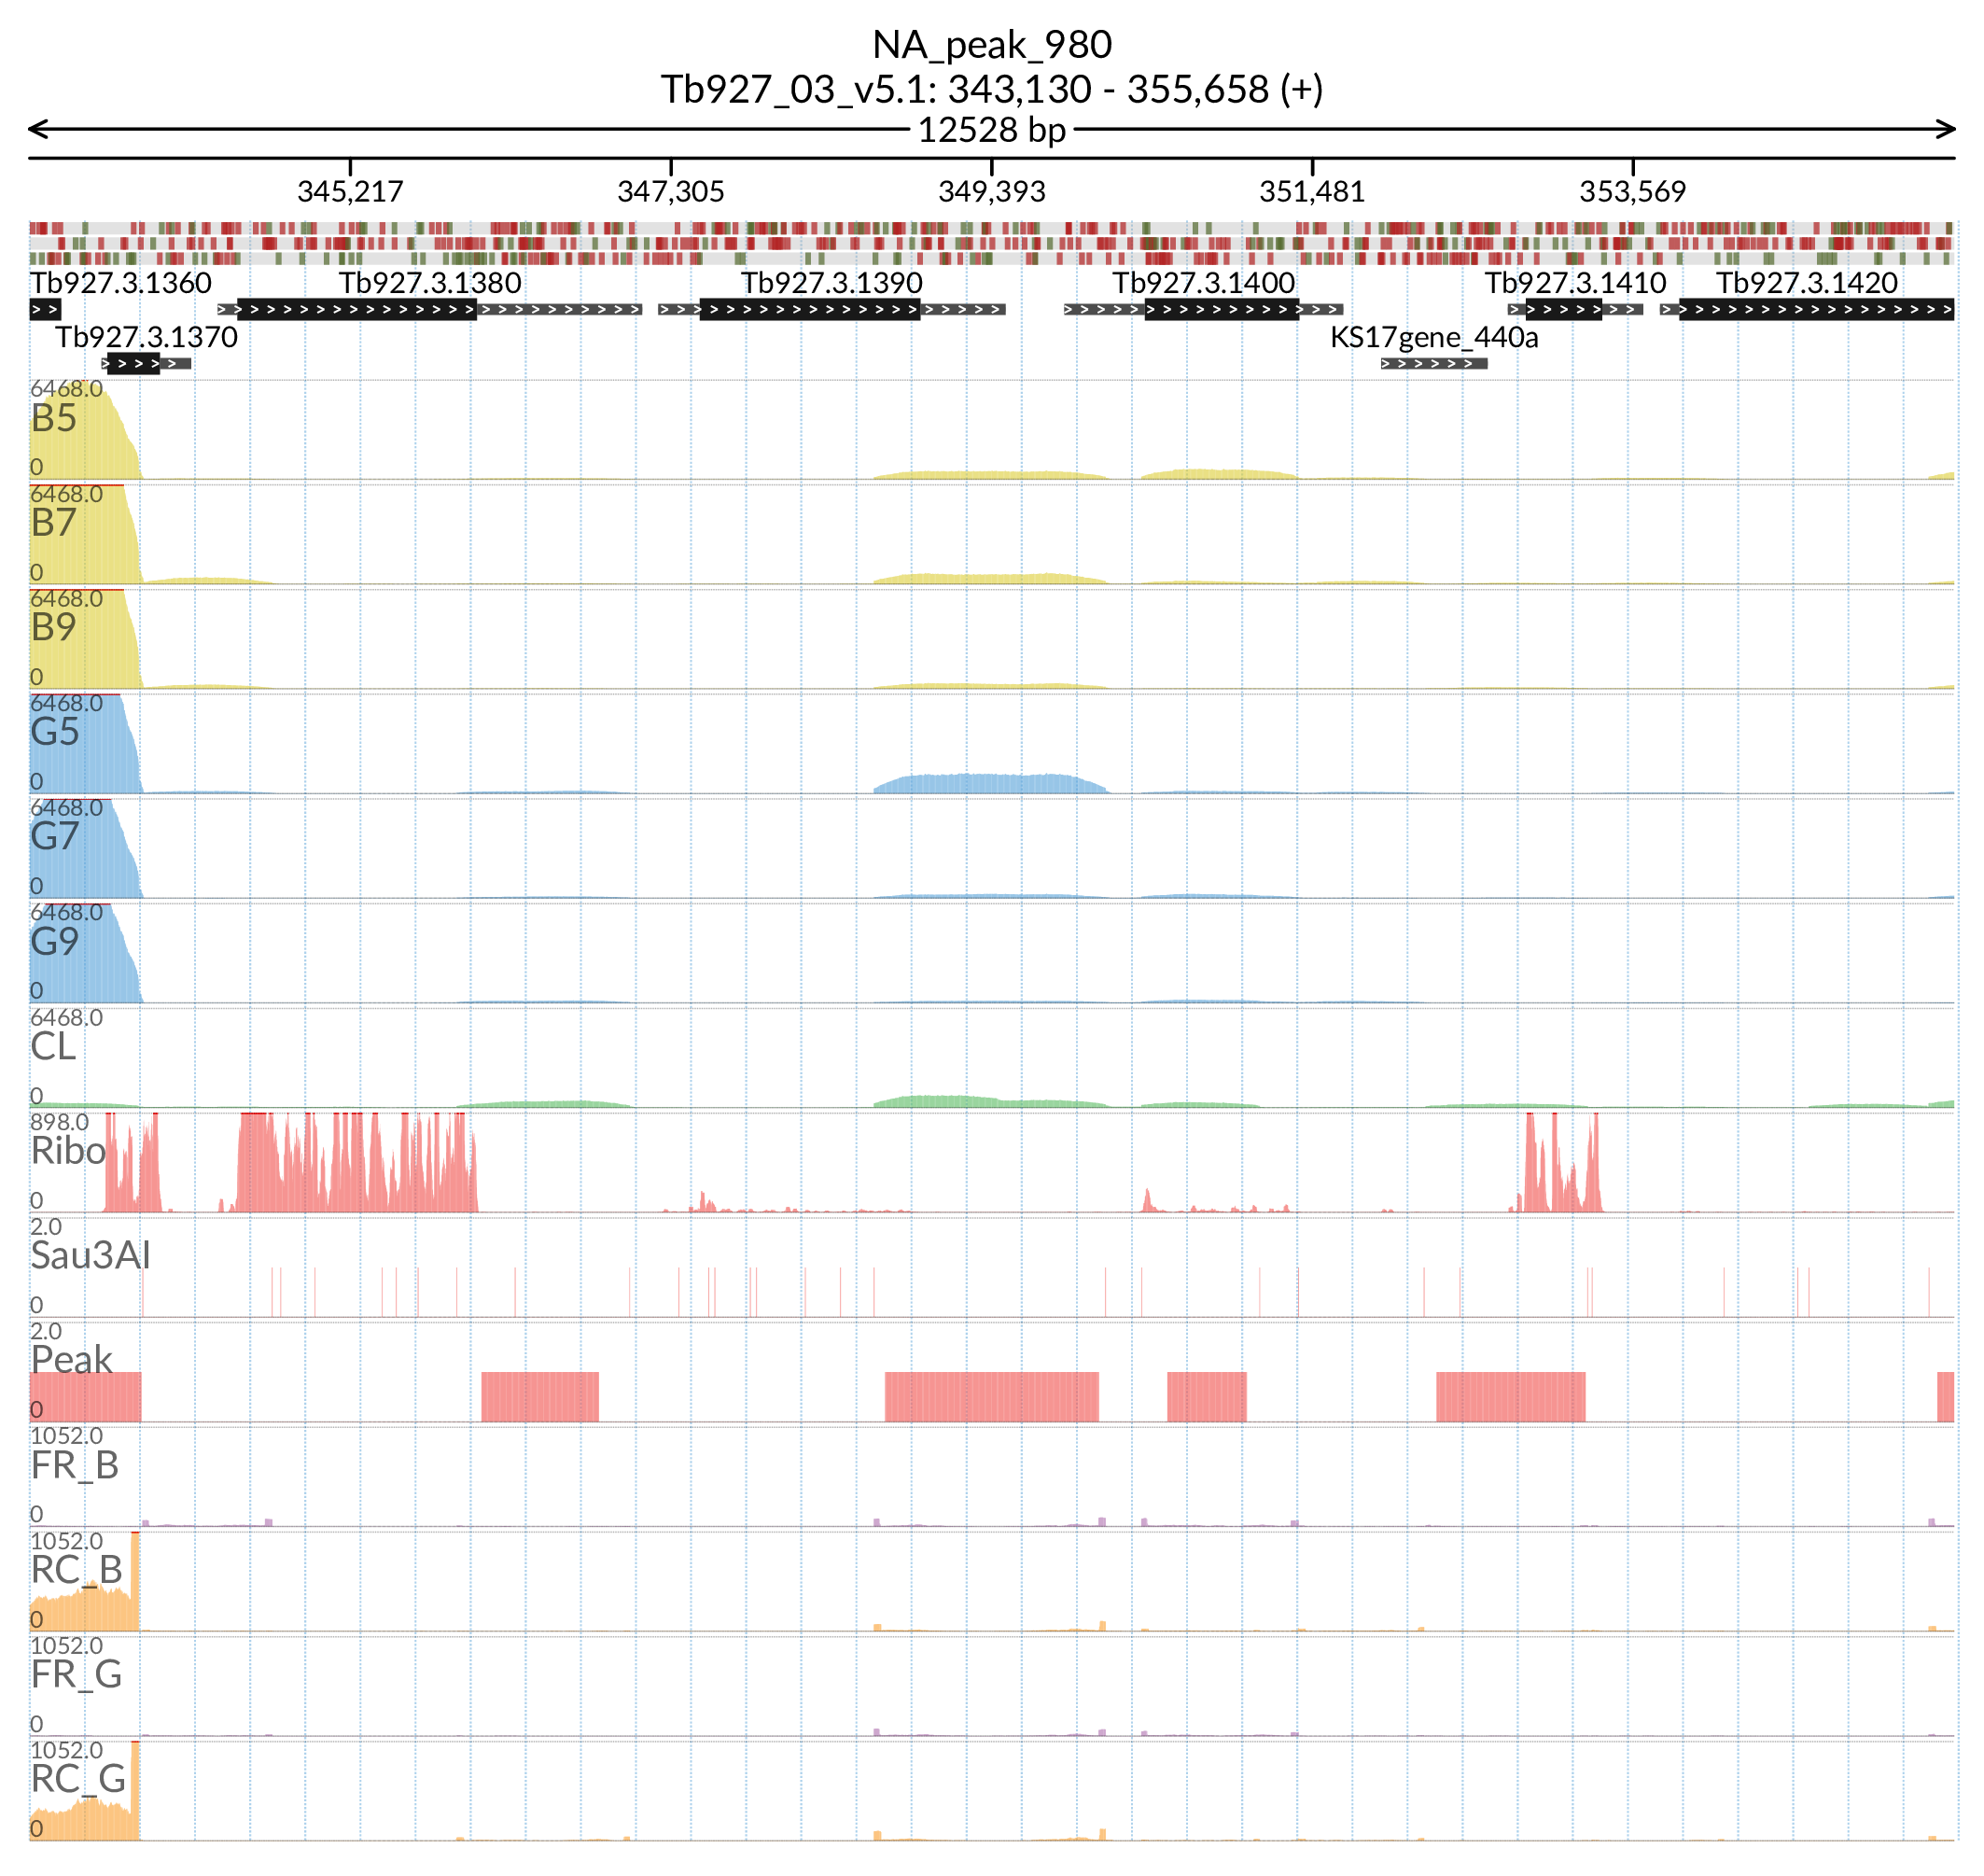 NA_peak_980
Tb927_03_v5.1: 343,130 - 355,658 (+)
12528 bp
345,217 347,305 349,393 351,481 353,569
Tb927.3.1360 Tb927.3.1380 Tb927.3.1390 Tb927.3.1400 Tb927.3.1410 Tb927.3.1420
Tb927.3.1370 KS17gene_440a
6468.0
B5
0
6468.0
B7
0
6468.0
B9
0
6468.0
G5
0
6468.0
G7
0
6468.0
G9
0
6468.0
CL
0
898.0
Ribo
0
2.0
Sau3AI
0
2.0
Peak
0
1052.0
FR_B
0
1052.0
RC_B
0
1052.0
FR_G
0
1052.0
RC_G
0